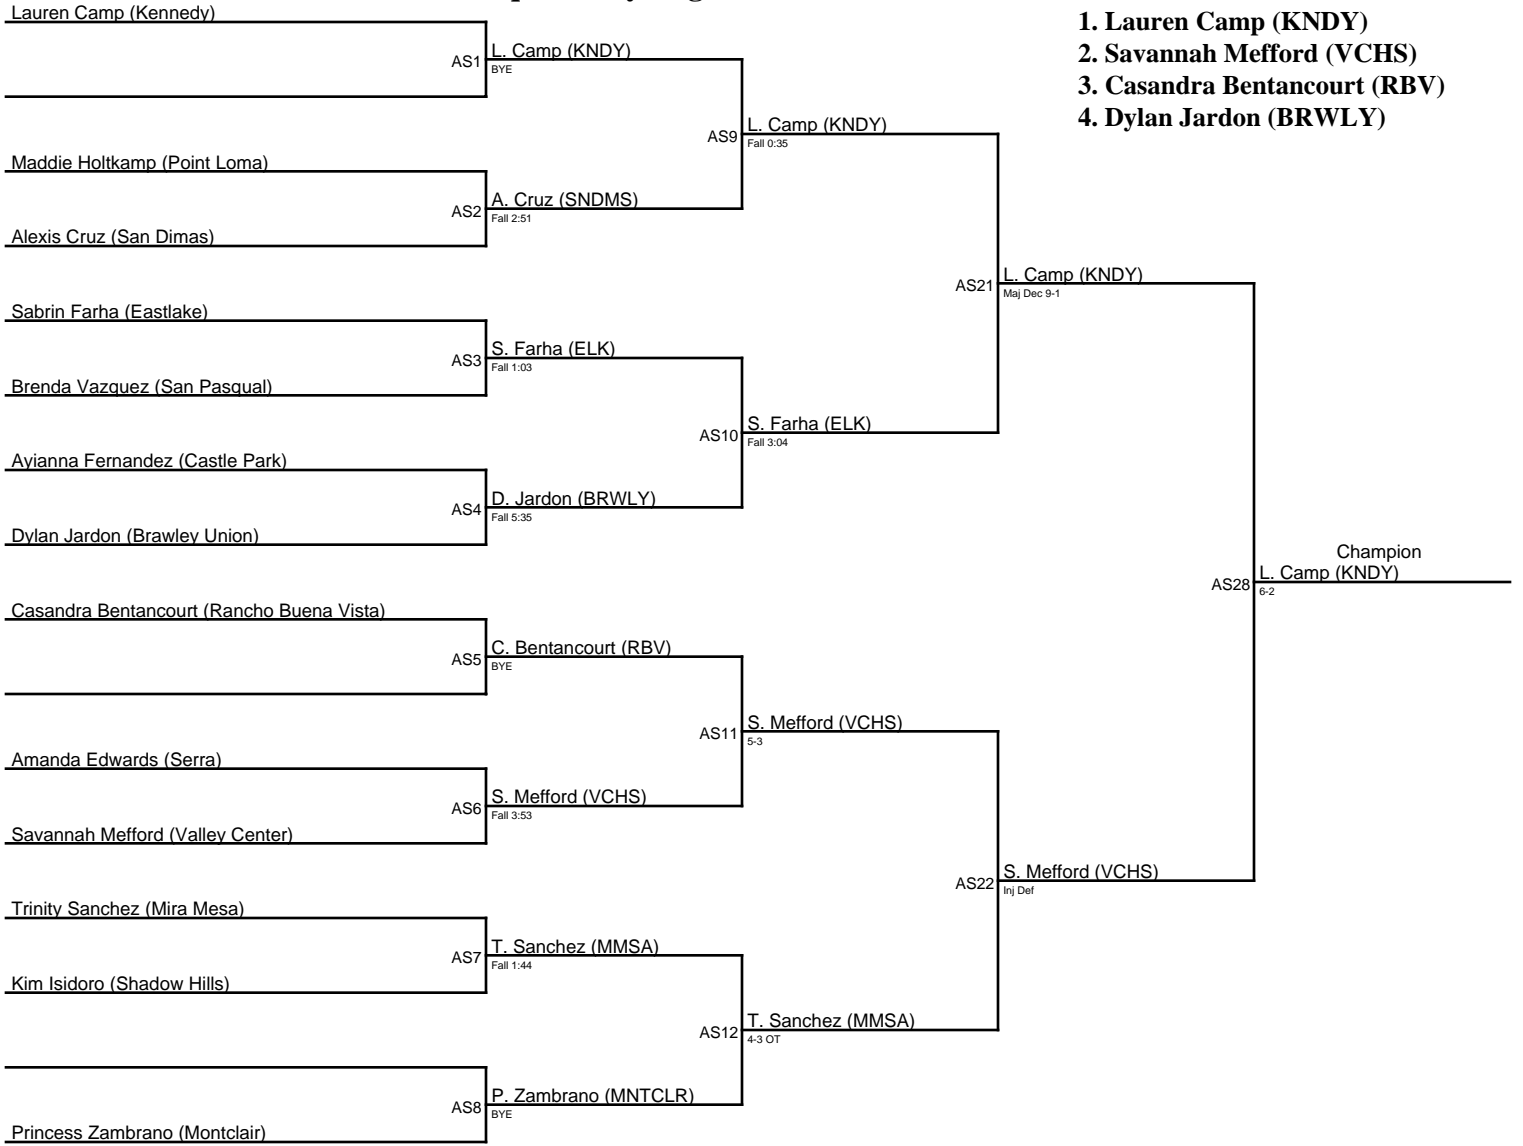 Lauren Camp (Kennedy)
1. Lauren Camp (KNDY)
2. Savannah Mefford (VCHS)
3. Casandra Bentancourt (RBV)
4. Dylan Jardon (BRWLY)
AS1
L. Camp (KNDY)
BYE
AS9
L. Camp (KNDY)
Fall 0:35
Maddie Holtkamp (Point Loma)
AS2
A. Cruz (SNDMS)
Fall 2:51
Alexis Cruz (San Dimas)
AS21
L. Camp (KNDY)
Maj Dec 9-1
Sabrin Farha (Eastlake)
AS3
S. Farha (ELK)
Fall 1:03
Brenda Vazquez (San Pasqual)
AS10
S. Farha (ELK)
Fall 3:04
Ayianna Fernandez (Castle Park)
AS4
D. Jardon (BRWLY)
Fall 5:35
Dylan Jardon (Brawley Union)
Champion
AS28
L. Camp (KNDY)
6-2
Casandra Bentancourt (Rancho Buena Vista)
AS5
C. Bentancourt (RBV)
BYE
AS11
S. Mefford (VCHS)
5-3
Amanda Edwards (Serra)
AS6
S. Mefford (VCHS)
Fall 3:53
Savannah Mefford (Valley Center)
AS22
S. Mefford (VCHS)
Inj Def
Trinity Sanchez (Mira Mesa)
AS7
T. Sanchez (MMSA)
Fall 1:44
Kim Isidoro (Shadow Hills)
AS12
T. Sanchez (MMSA)
4-3 OT
AS8
P. Zambrano (MNTCLR)
BYE
Princess Zambrano (Montclair)